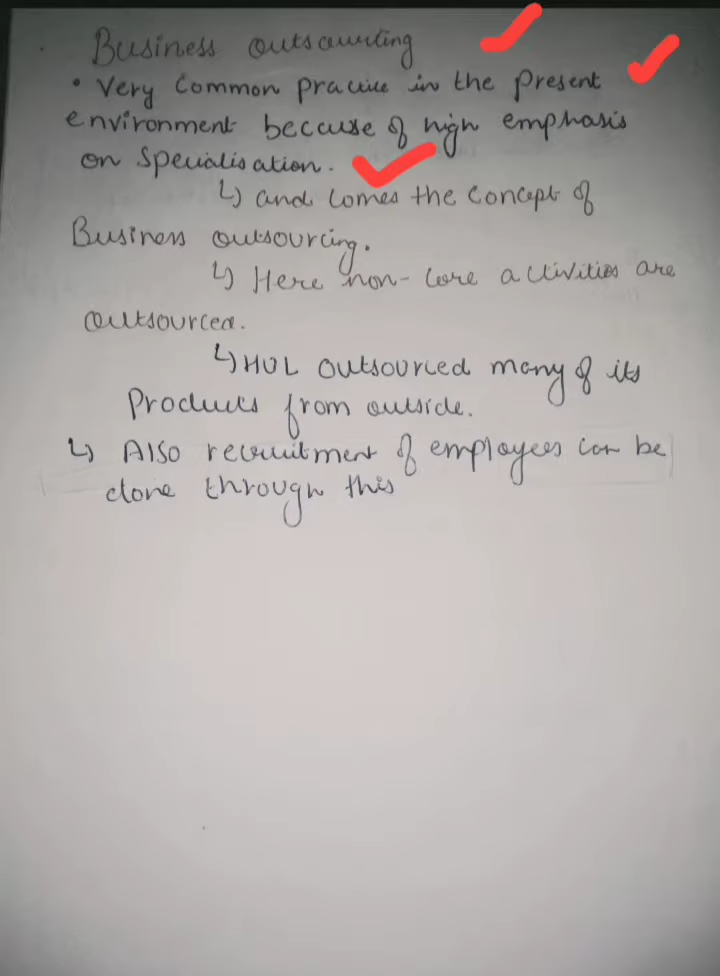 Business outsourcing
• Very common practice in the present
environment because of high emphasis
on specialisation.
↳ and comes the concept of
Business outsourcing.
↳ Here non-core activities are
outsourced.
↳ HUL outsourced many of its
Products from outside.
↳ Also recruitment of employees can be
done through this